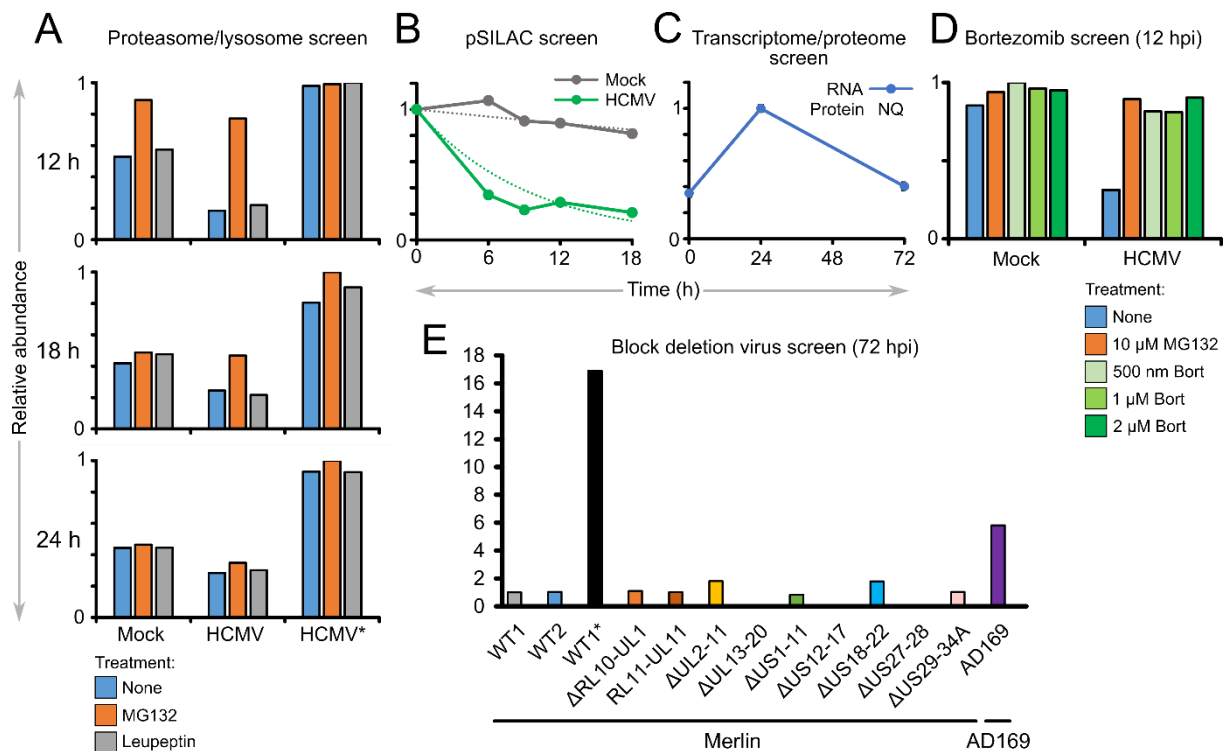 A
Proteasome/lysosome screen
Relative abundance
12 h
1
0
18 h
1
0
24 h
1
0
Mock
HCMV
HCMV*
Treatment:
None
MG132
Leupeptin
B
pSILAC screen
Mock
HCMV
1
0
0
6
12
18
C
Transcriptome/proteome
screen
RNA
Protein NQ
1
0
0
24
48
72
Time (h)
D
Bortezomib screen (12 hpi)
1
0
Mock
HCMV
Treatment:
None
10 µM MG132
500 nm Bort
1 µM Bort
2 µM Bort
E
Block deletion virus screen (72 hpi)
18
16
14
12
10
8
6
4
2
0
WT1
WT2
WT1*
ΔRL10-UL1
RL11-UL11
ΔUL2-11
ΔUL13-20
ΔUS1-11
ΔUS12-17
ΔUS18-22
ΔUS27-28
ΔUS29-34A
AD169
Merlin
AD169